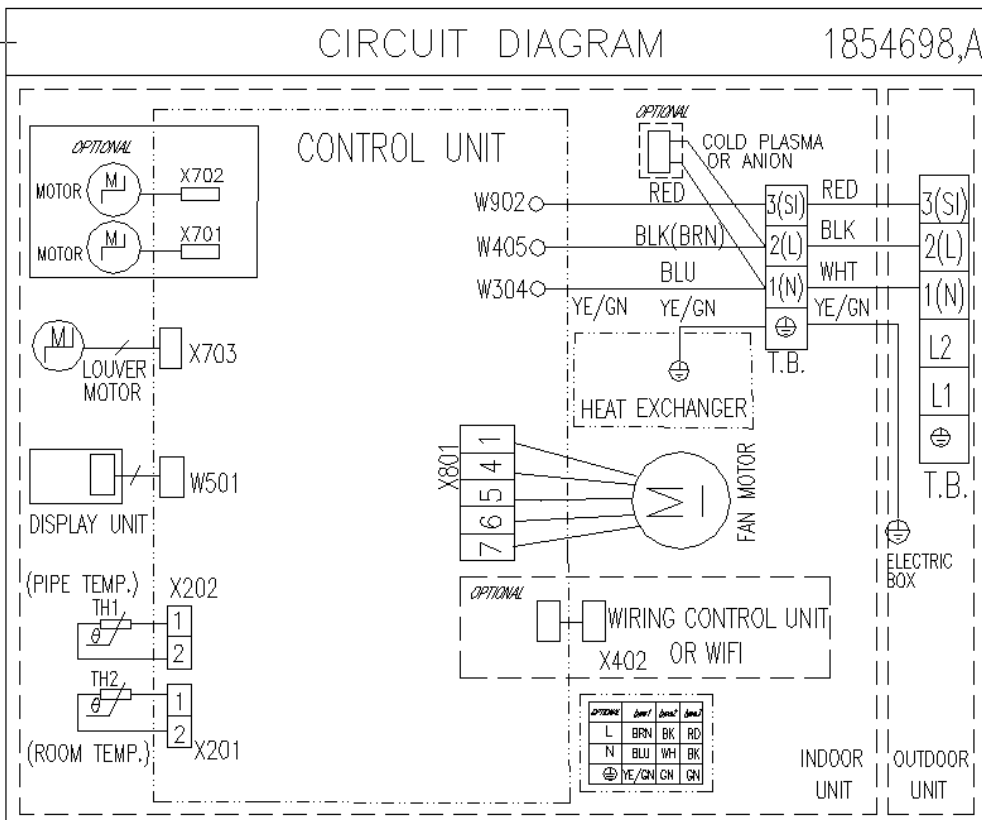 CIRCUIT DIAGRAM 1854698,A
OPTIONAL
MOTOR M X702
MOTOR M X701
CONTROL UNIT
OPTIONAL
COLD PLASMA
OR ANION
W902 RED 3(SI) RED 3(SI)
W405 BLK(BRN) 2(L) BLK 2(L)
W304 BLU 1(N) WHT 1(N)
YE/GN YE/GN YE/GN
T.B.
L2
L1
T.B.
M
LOUVER
MOTOR
X703
HEAT EXCHANGER
DISPLAY UNIT
W501
X801
1
4
5
6
7
M
FAN MOTOR
ELECTRIC
BOX
(PIPE TEMP.)
TH1
θ
X202
1
2
TH2
θ
1
2
X201
(ROOM TEMP.)
OPTIONAL
WIRING CONTROL UNIT
OR WIFI
X402
OPTIONAL type1 type2 type3
L BRN BK RD
N BLU WH BK
YE/GN GN GN
INDOOR
UNIT
OUTDOOR
UNIT